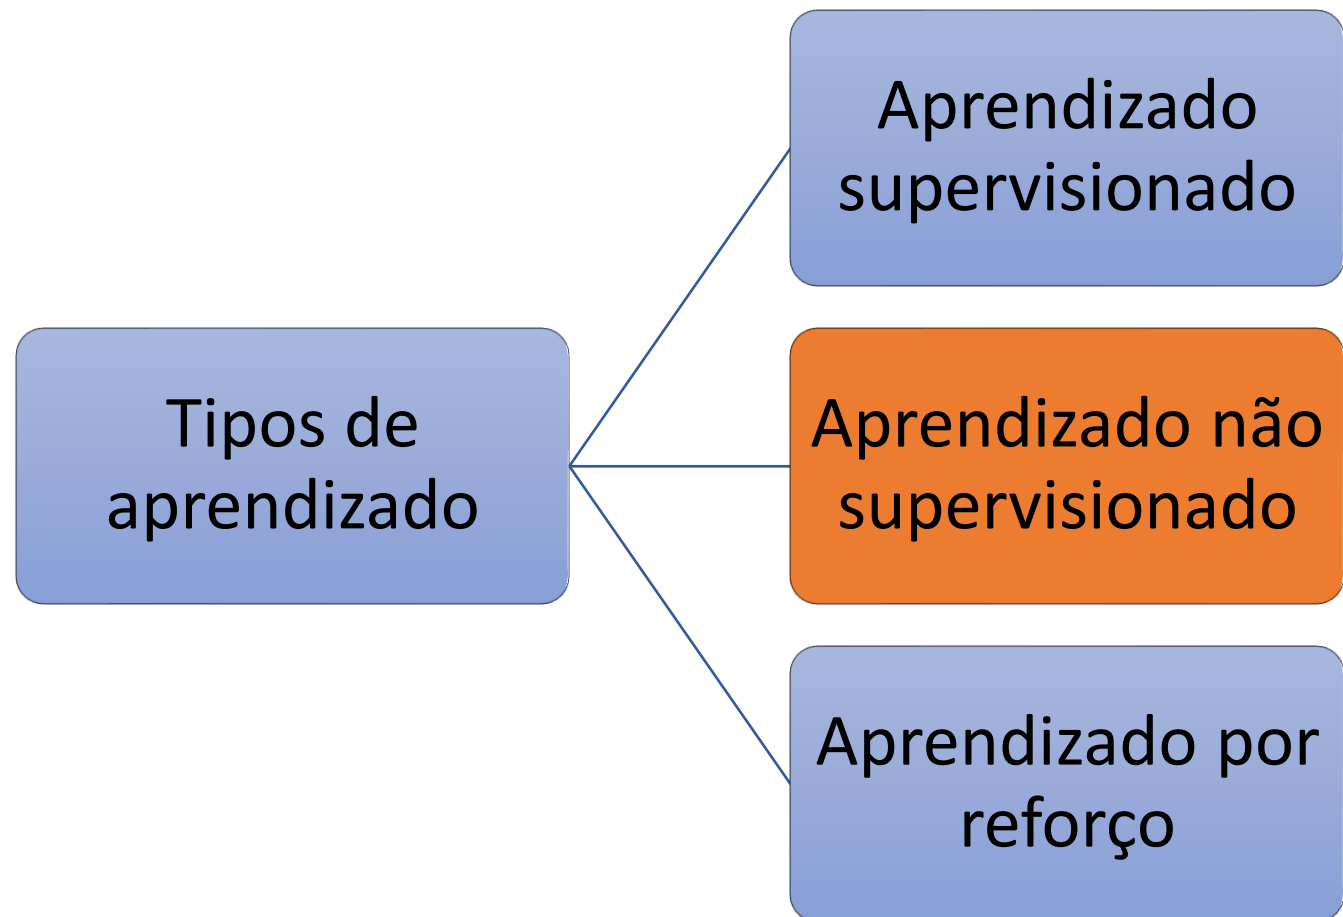 Tipos de
aprendizado
Aprendizado
supervisionado
Aprendizado não
supervisionado
Aprendizado por
reforço